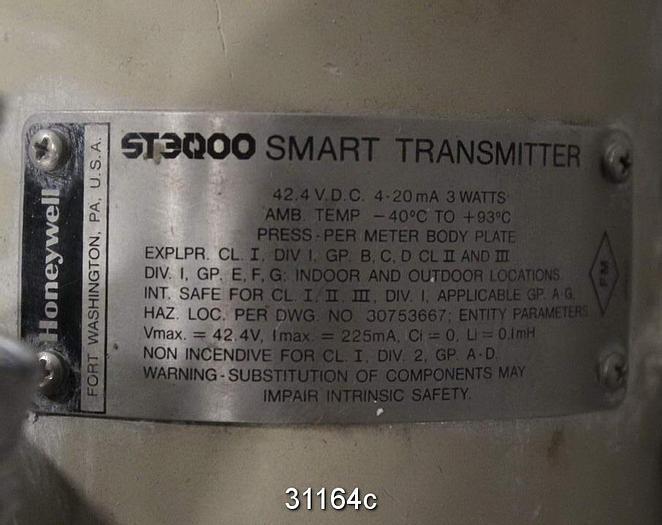 Honeywell
FORT WASHINGTON, PA, U.S.A.
ST3000 SMART TRANSMITTER
42.4 V.D.C. 4-20mA 3 WATTS
AMB. TEMP -40°C TO +93°C
PRESS-PER METER BODY PLATE
EXPLPR. CL. I, DIV I, GP. B, C, D CL II AND III
DIV. I, GP. E, F, G; INDOOR AND OUTDOOR LOCATIONS
INT. SAFE FOR CL. I, II, III, DIV. I, APPLICABLE GP. A-G.
HAZ. LOC. PER DWG. NO. 30753667; ENTITY PARAMETERS
Vmax. = 42.4V, Imax. = 225mA, Ci = 0, Li = 0.1mH
NON INCENDIVE FOR CL. I, DIV. 2, GP. A-D.
WARNING-SUBSTITUTION OF COMPONENTS MAY
IMPAIR INTRINSIC SAFETY.
FM
31164c